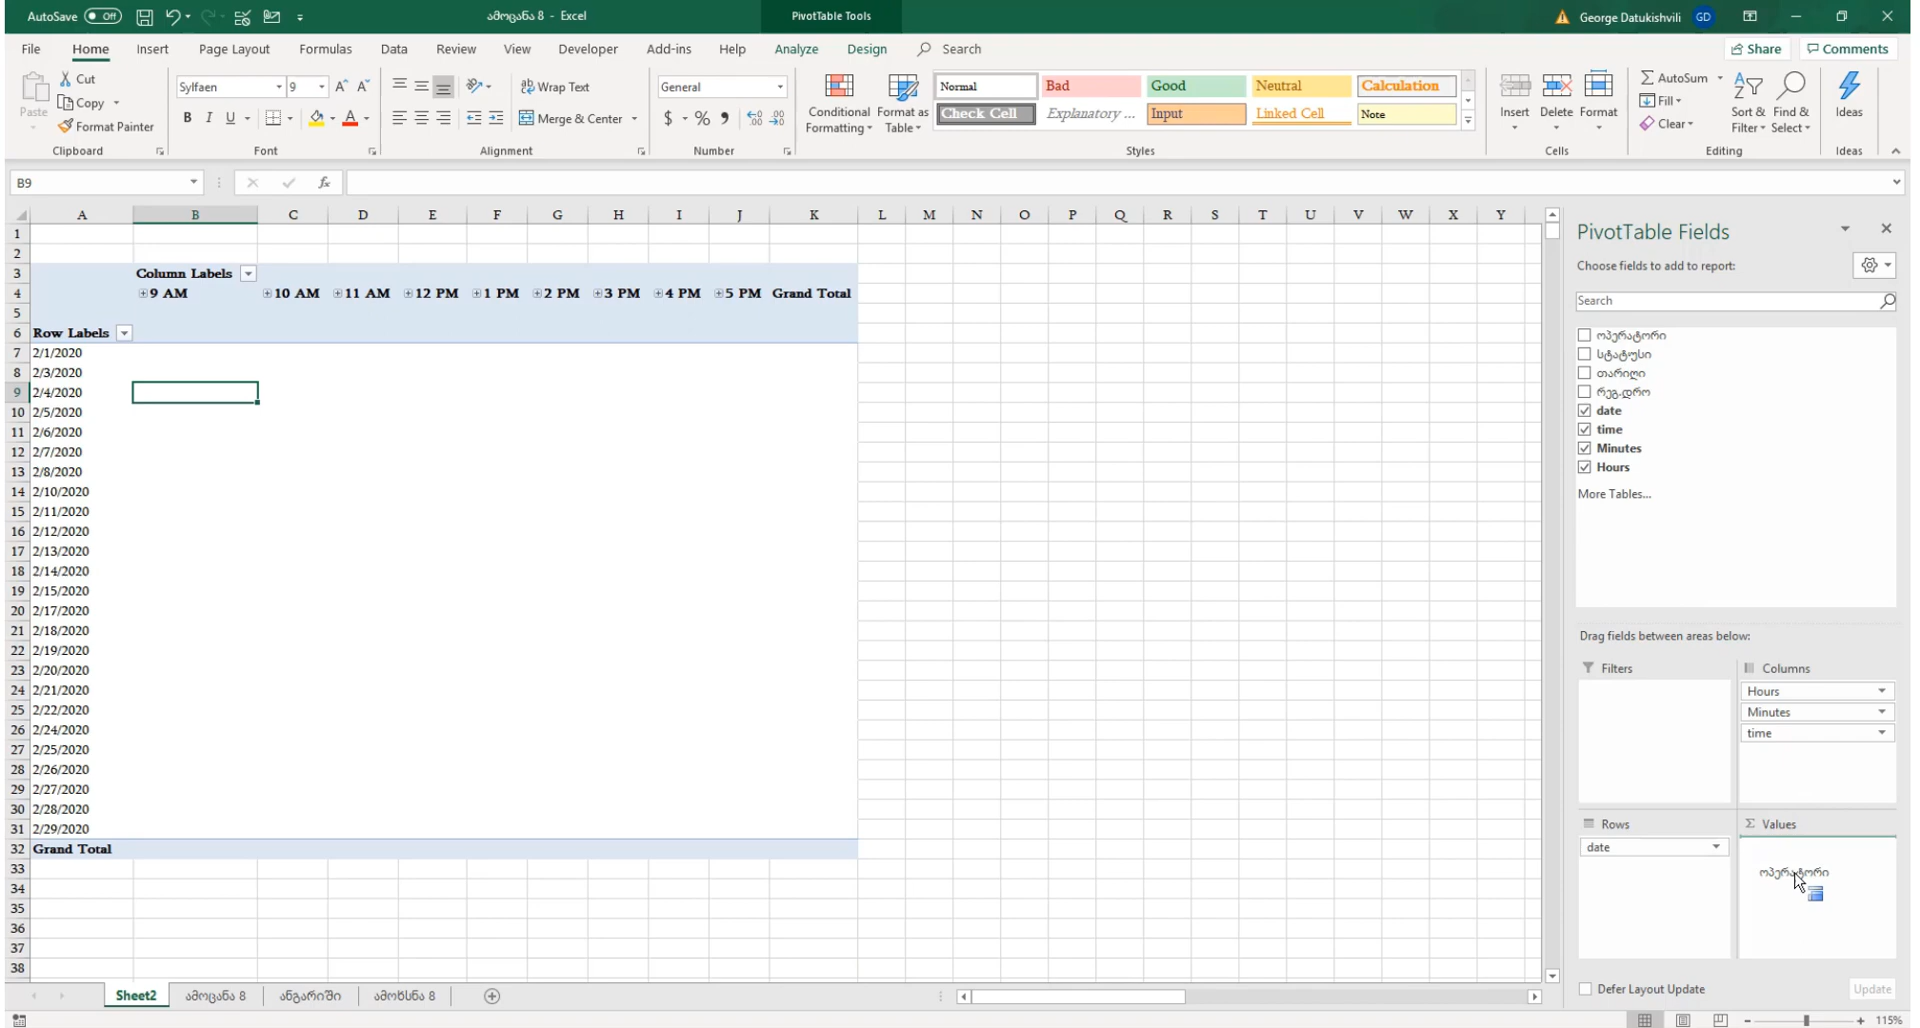 AutoSave Off ამოცანა 8 - Excel PivotTable Tools George Datukishvili GD
File Home Insert Page Layout Formulas Data Review View Developer Add-ins Help Analyze Design Search Share Comments
Paste Cut Copy Format Painter
Sylfaen 9 B I U
Wrap Text Merge & Center
General $ % 9
Conditional Formatting Format as Table
Normal Bad Good Neutral Calculation
Check Cell Explanatory ... Input Linked Cell Note
Insert Delete Format
AutoSum Fill Clear Sort & Filter Find & Select Ideas
Clipboard Font Alignment Number Styles Cells Editing Ideas
B9 fx
A B C D E F G H I J K L M N O P Q R S T U V W X Y
1
2
3 Column Labels
4 9 AM 10 AM 11 AM 12 PM 1 PM 2 PM 3 PM 4 PM 5 PM Grand Total
5
6 Row Labels
7 2/1/2020
8 2/3/2020
9 2/4/2020
10 2/5/2020
11 2/6/2020
12 2/7/2020
13 2/8/2020
14 2/10/2020
15 2/11/2020
16 2/12/2020
17 2/13/2020
18 2/14/2020
19 2/15/2020
20 2/17/2020
21 2/18/2020
22 2/19/2020
23 2/20/2020
24 2/21/2020
25 2/22/2020
26 2/24/2020
27 2/25/2020
28 2/26/2020
29 2/27/2020
30 2/28/2020
31 2/29/2020
32 Grand Total
33
34
35
36
37
38
PivotTable Fields
Choose fields to add to report:
Search
ოპერატორი
სტატუსი
თარიღი
რეგ.დრო
date
time
Minutes
Hours
More Tables...
Drag fields between areas below:
Filters Columns
Hours
Minutes
time
Rows Values
date
ოპერატორი
Defer Layout Update Update
Sheet2 ამოცანა 8 ანგარიში ამოხსნა 8
115%